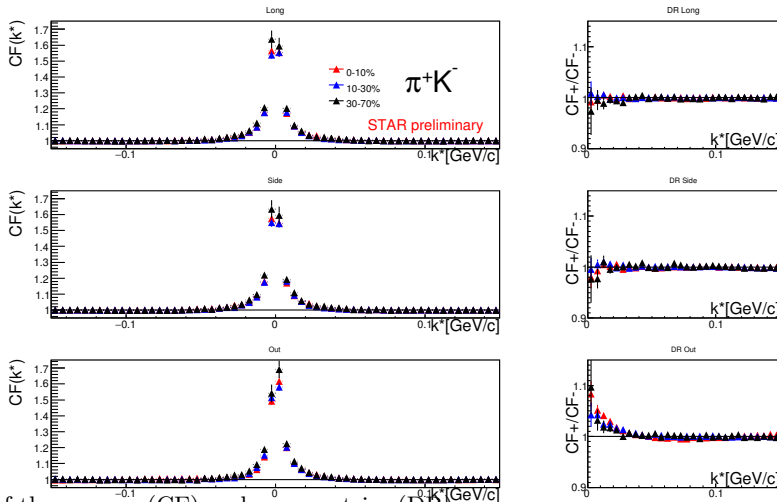 Long
CF(k*)
1.7
1.6
1.5
1.4
1.3
1.2
1.1
1
0-10%
10-30%
30-70%
π+K-
STAR preliminary
−0.1
0
0.1
k*[GeV/c]
DR Long
CF+/CF-
1.1
1
0.9
0
0.1
k*[GeV/c]
Side
CF(k*)
1.7
1.6
1.5
1.4
1.3
1.2
1.1
1
−0.1
0
0.1
k*[GeV/c]
DR Side
CF+/CF-
1.1
1
0.9
0
0.1
k*[GeV/c]
Out
CF(k*)
1.7
1.6
1.5
1.4
1.3
1.2
1.1
1
−0.1
0
0.1
k*[GeV/c]
DR Out
CF+/CF-
1.1
1
0.9
0
0.1
k*[GeV/c]